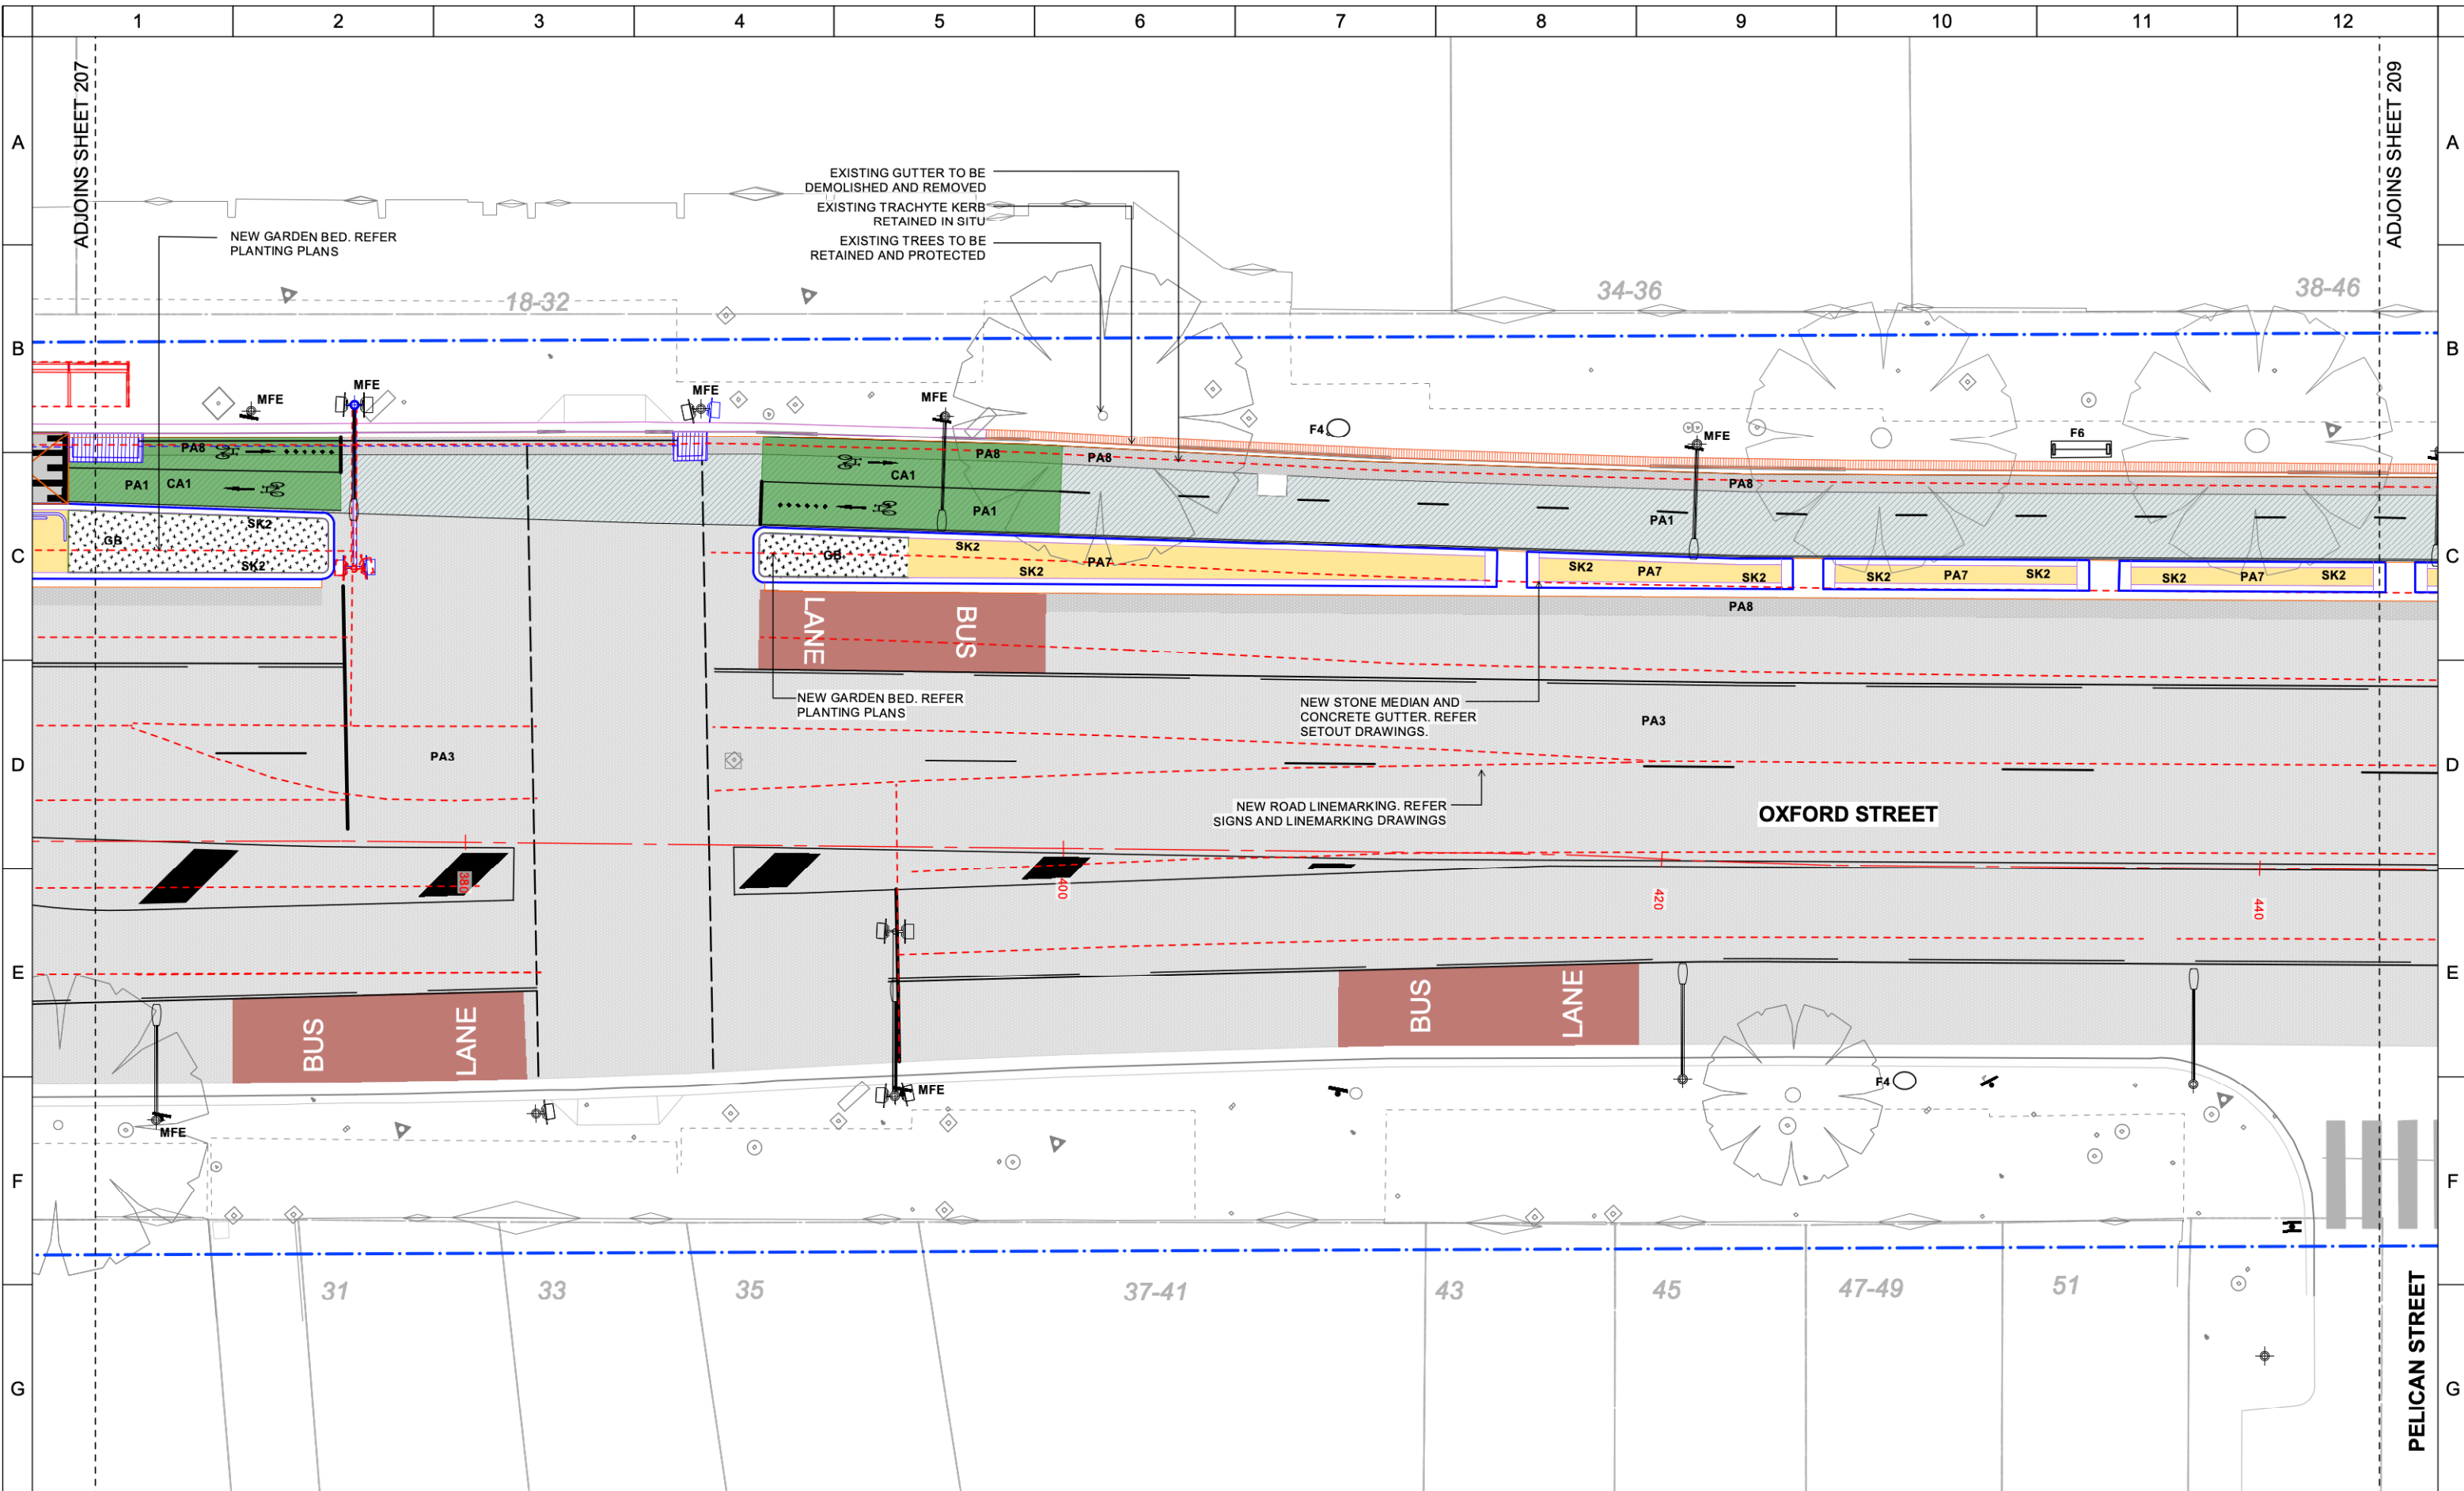 1 2 3 4 5 6 7 8 9 10 11 12
A
A
ADJOINS SHEET 207
ADJOINS SHEET 209
EXISTING GUTTER TO BE
DEMOLISHED AND REMOVED
EXISTING TRACHYTE KERB
RETAINED IN SITU
EXISTING TREES TO BE
RETAINED AND PROTECTED
NEW GARDEN BED. REFER
PLANTING PLANS
18-32
34-36
38-46
B
B
MFE
MFE
MFE
MFE
F4
MFE
F6
PA8
PA8
PA8
PA8
PA1
CA1
CA1
PA1
PA1
C
C
SK2
GB
SK2
GB
SK2
PA7
SK2
SK2
PA7
SK2
SK2
PA7
SK2
SK2
PA7
SK2
PA8
LANE
BUS
NEW GARDEN BED. REFER
PLANTING PLANS
NEW STONE MEDIAN AND
CONCRETE GUTTER. REFER
SETOUT DRAWINGS.
PA3
PA3
D
D
NEW ROAD LINEMARKING. REFER
SIGNS AND LINEMARKING DRAWINGS
OXFORD STREET
380
400
420
440
E
E
BUS
LANE
BUS
LANE
MFE
MFE
F4
F
F
31
33
35
37-41
43
45
47-49
51
PELICAN STREET
G
G